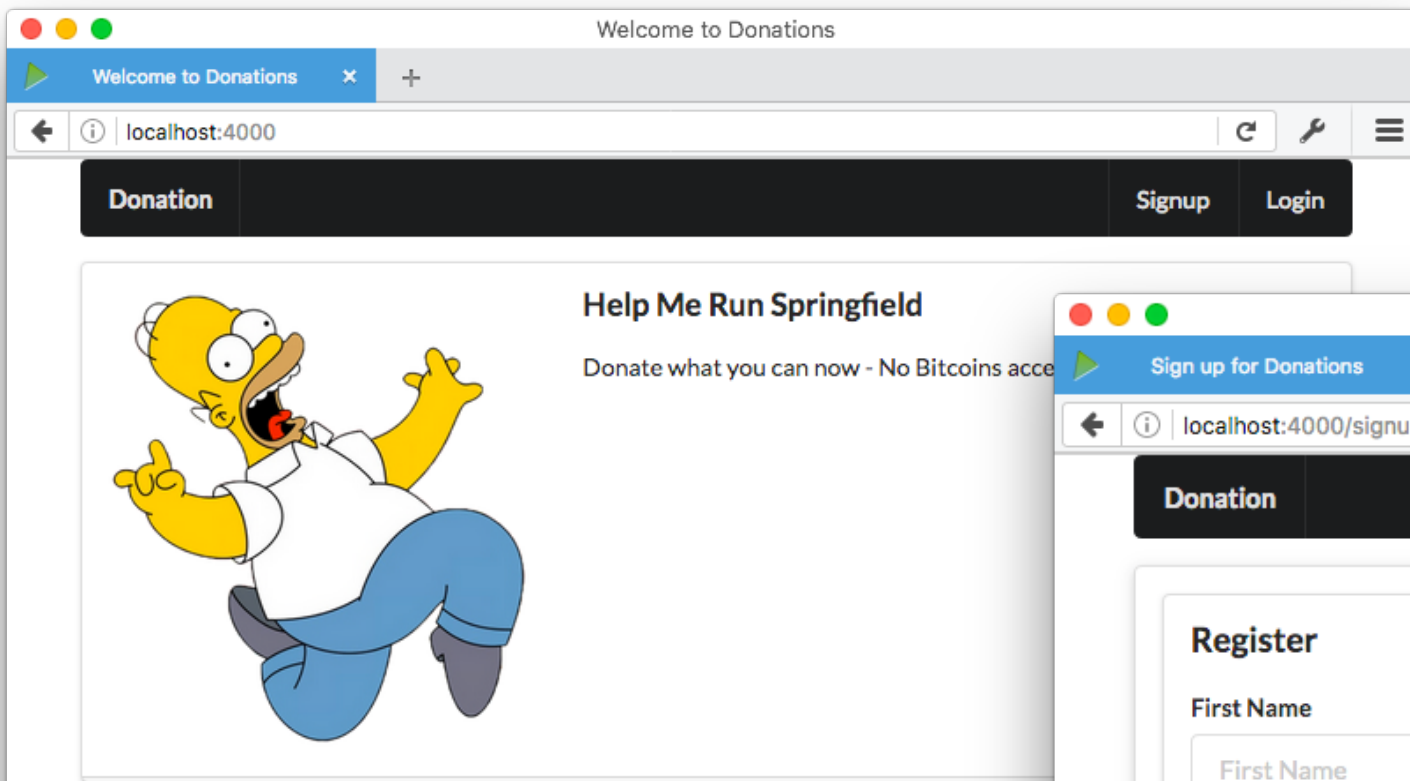 Welcome to Donations
Welcome to Donations
localhost:4000
Donation
Signup
Login
Help Me Run Springfield
Donate what you can now - No Bitcoins
Sign up for Donations
localhost:4000/signu
Donation
Register
First Name
First Name